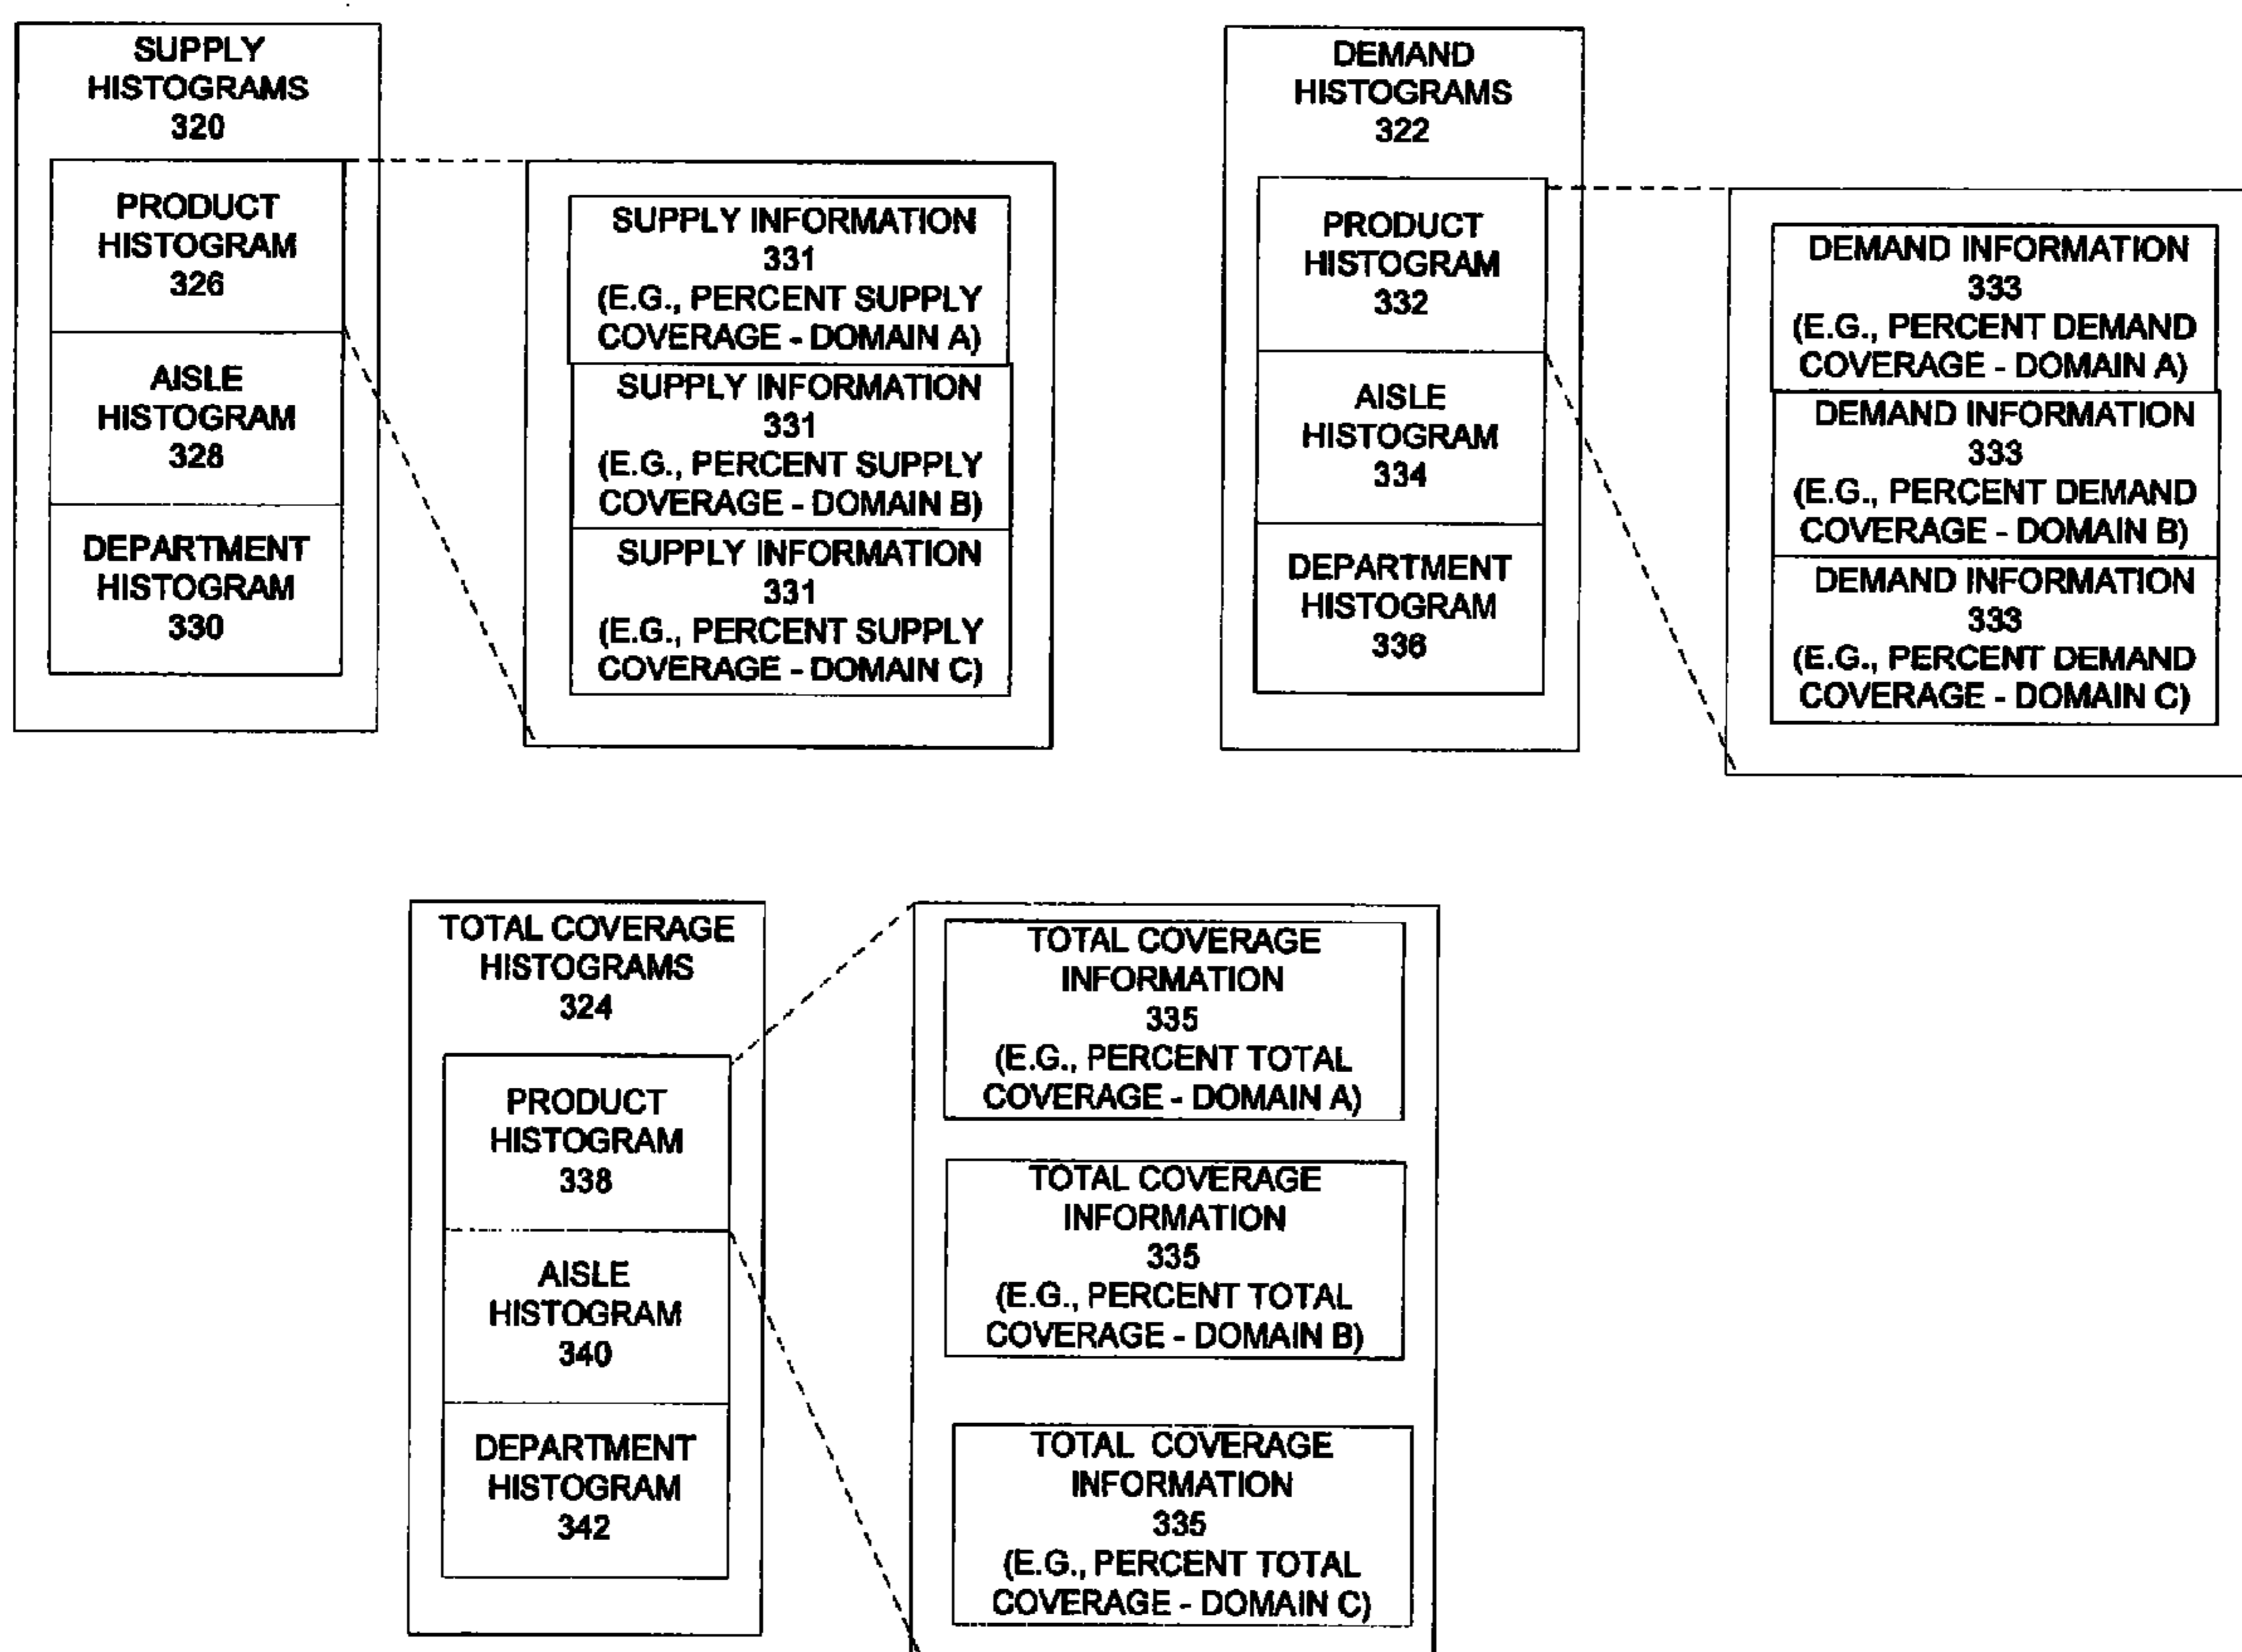 SUPPLY
HISTOGRAMS
320
PRODUCT
HISTOGRAM
326
AISLE
HISTOGRAM
328
DEPARTMENT
HISTOGRAM
330
SUPPLY INFORMATION
331
(E.G., PERCENT SUPPLY
COVERAGE - DOMAIN A)
SUPPLY INFORMATION
331
(E.G., PERCENT SUPPLY
COVERAGE - DOMAIN B)
SUPPLY INFORMATION
331
(E.G., PERCENT SUPPLY
COVERAGE - DOMAIN C)
DEMAND
HISTOGRAMS
322
PRODUCT
HISTOGRAM
332
AISLE
HISTOGRAM
334
DEPARTMENT
HISTOGRAM
336
DEMAND INFORMATION
333
(E.G., PERCENT DEMAND
COVERAGE - DOMAIN A)
DEMAND INFORMATION
333
(E.G., PERCENT DEMAND
COVERAGE - DOMAIN B)
DEMAND INFORMATION
333
(E.G., PERCENT DEMAND
COVERAGE - DOMAIN C)
TOTAL COVERAGE
HISTOGRAMS
324
PRODUCT
HISTOGRAM
338
AISLE
HISTOGRAM
340
DEPARTMENT
HISTOGRAM
342
TOTAL COVERAGE
INFORMATION
335
(E.G., PERCENT TOTAL
COVERAGE - DOMAIN A)
TOTAL COVERAGE
INFORMATION
335
(E.G., PERCENT TOTAL
COVERAGE - DOMAIN B)
TOTAL COVERAGE
INFORMATION
335
(E.G., PERCENT TOTAL
COVERAGE - DOMAIN C)